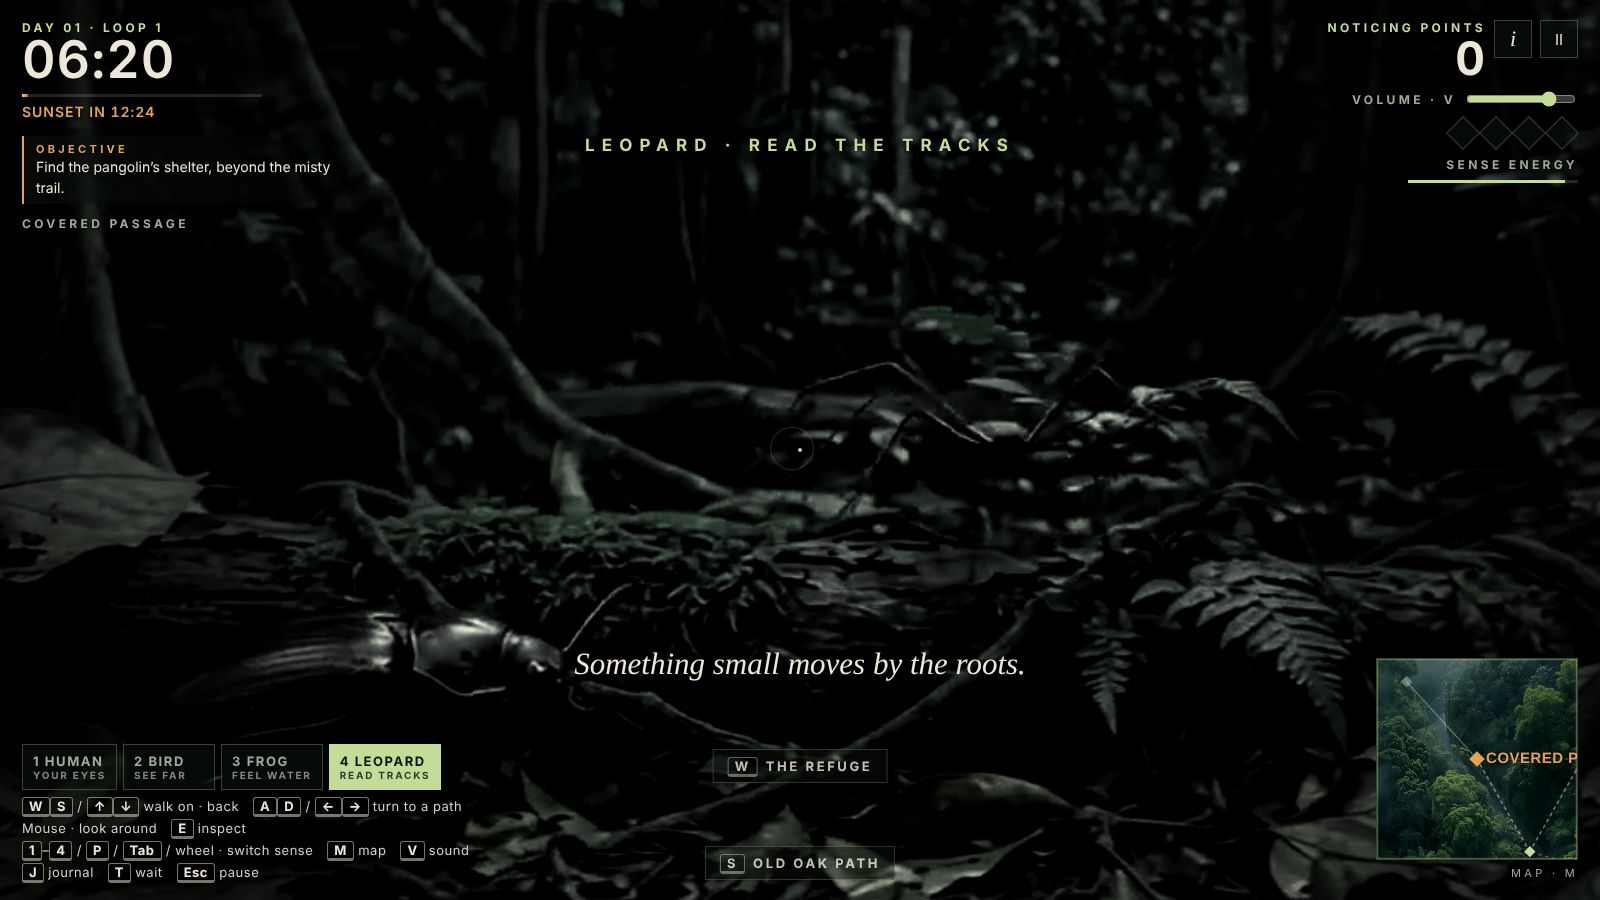 DAY 01 · LOOP 1
06:20
SUNSET IN 12:24
OBJECTIVE
Find the pangolin's shelter, beyond the misty
trail.
COVERED PASSAGE
LEOPARD · READ THE TRACKS
NOTICING POINTS
0
i
VOLUME · V
SENSE ENERGY
Something small moves by the roots.
1 HUMAN
YOUR EYES
2 BIRD
SEE FAR
3 FROG
FEEL WATER
4 LEOPARD
READ TRACKS
W S / ↑ ↓ walk on · back A D / ← → turn to a path
Mouse · look around E inspect
1–4 / P / Tab / wheel · switch sense M map V sound
J journal T wait Esc pause
W THE REFUGE
S OLD OAK PATH
COVERED P
MAP · M